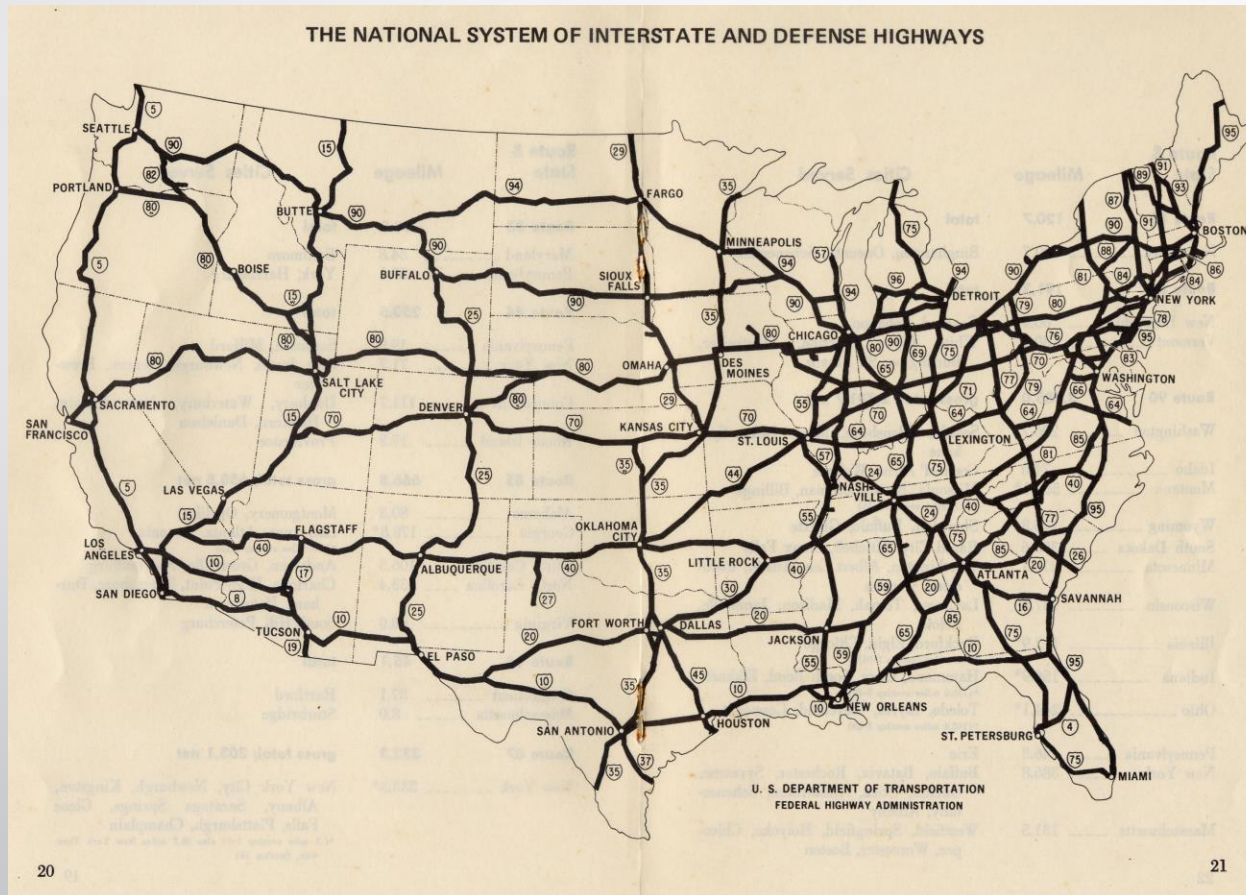 THE NATIONAL SYSTEM OF INTERSTATE AND DEFENSE HIGHWAYS
5
SEATTLE
90
82
PORTLAND
80
15
BUTTE
90
94
29
FARGO
35
MINNEAPOLIS
57
75
94
95
91
89
93
87
90
91
BOSTON
5
80
BOISE
15
90
BUFFALO
90
SIOUX
FALLS
25
35
94
90
94
96
94
DETROIT
90
88
81
84
86
84
NEW YORK
78
95
80
80
80
SALT LAKE
CITY
SACRAMENTO
SAN
FRANCISCO
15
70
DENVER
80
80
70
OMAHA
DES
MOINES
80
CHICAGO
80
90
69
75
79
80
76
70
83
WASHINGTON
66
65
71
77
79
64
29
KANSAS CITY
70
35
55
ST. LOUIS
70
64
64
LEXINGTON
85
81
5
LAS VEGAS
15
25
35
44
57
24
65
75
NASH-
VILLE
40
40
LOS
ANGELES
FLAGSTAFF
40
10
17
ALBUQUERQUE
40
OKLAHOMA
CITY
55
LITTLE ROCK
40
24
65
75
85
77
95
26
20
ATLANTA
SAN DIEGO
8
TUCSON
10
19
25
27
35
30
FORT WORTH
DALLAS
20
20
59
20
85
16
SAVANNAH
EL PASO
10
20
JACKSON
55
59
65
10
75
95
35
45
10
HOUSTON
10
NEW ORLEANS
SAN ANTONIO
35
37
ST. PETERSBURG
4
75
MIAMI
U. S. DEPARTMENT OF TRANSPORTATION
FEDERAL HIGHWAY ADMINISTRATION
20
21